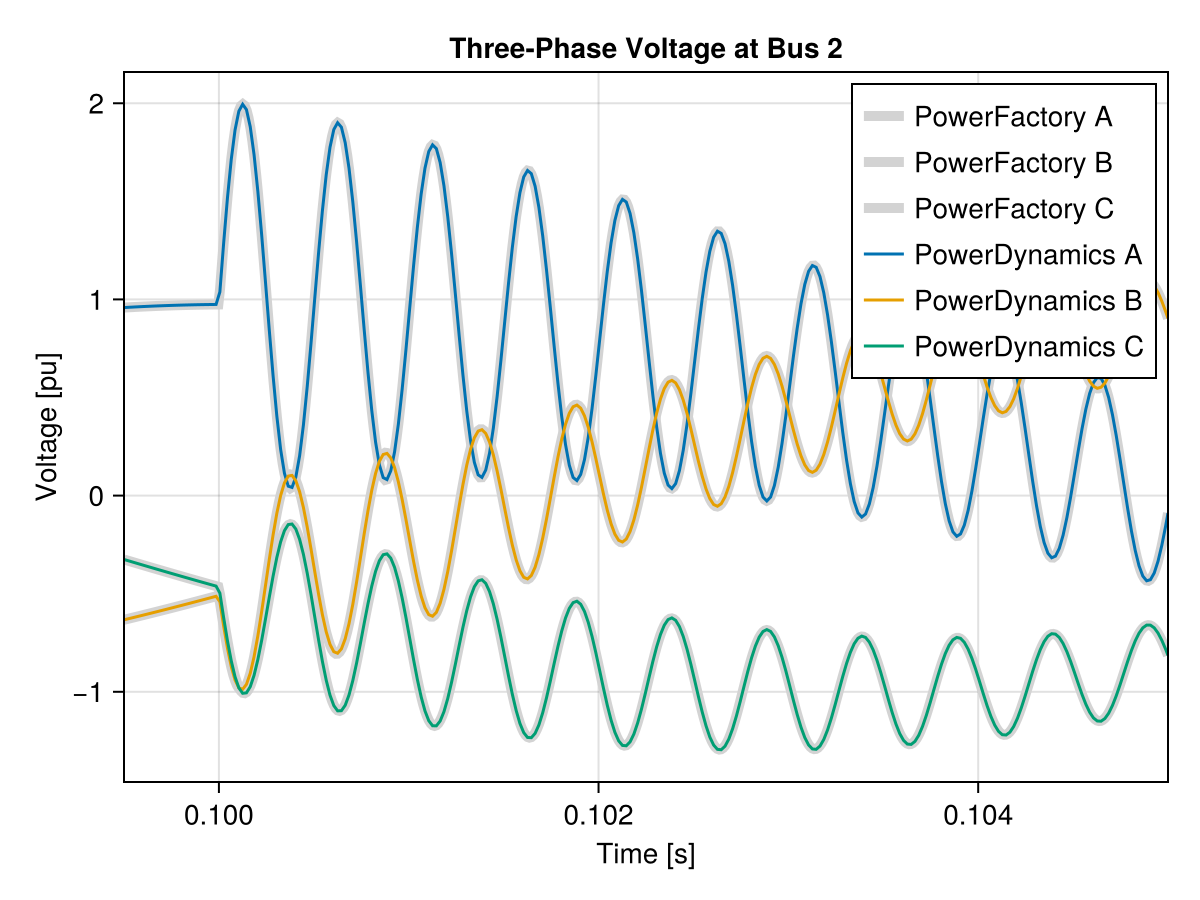 Three-Phase Voltage at Bus 2
Voltage [pu]
2
1
0
−1
PowerFactory A
PowerFactory B
PowerFactory C
PowerDynamics A
PowerDynamics B
PowerDynamics C
0.100
0.102
0.104
Time [s]